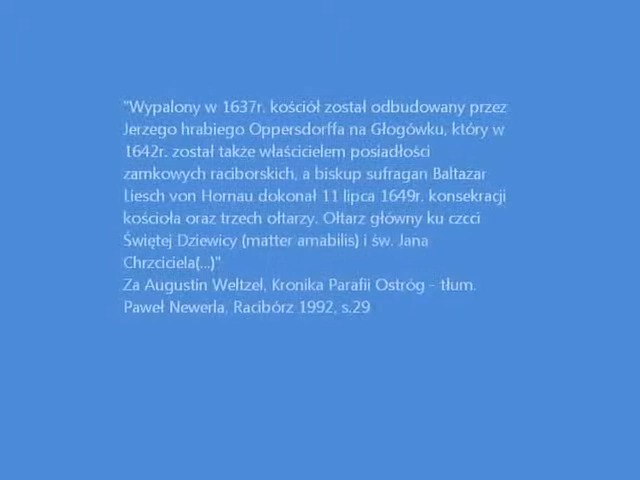 "Wypalony w 1637r. kościół został odbudowany przez
Jerzego hrabiego Oppersdorffa na Głogówku, który w
1642r. został także właścicielem posiadłości
zamkowych raciborskich, a biskup sufragan Baltazar
Liesch von Hornau dokonał 11 lipca 1649r. konsekracji
kościoła oraz trzech ołtarzy. Ołtarz główny ku czcci
Świętej Dziewicy (matter amabilis) i św. Jana
Chrzciciela(...)"
Za Augustin Weltzel, Kronika Parafii Ostróg - tłum.
Paweł Newerla, Racibórz 1992, s.29